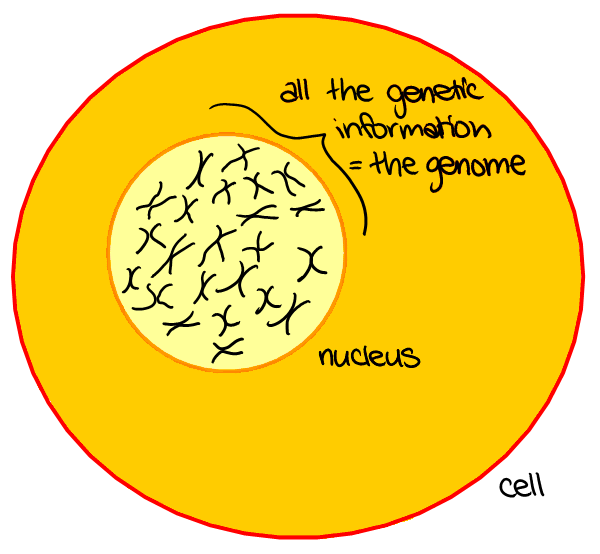 all the genetic
information
= the genome
nucleus
cell